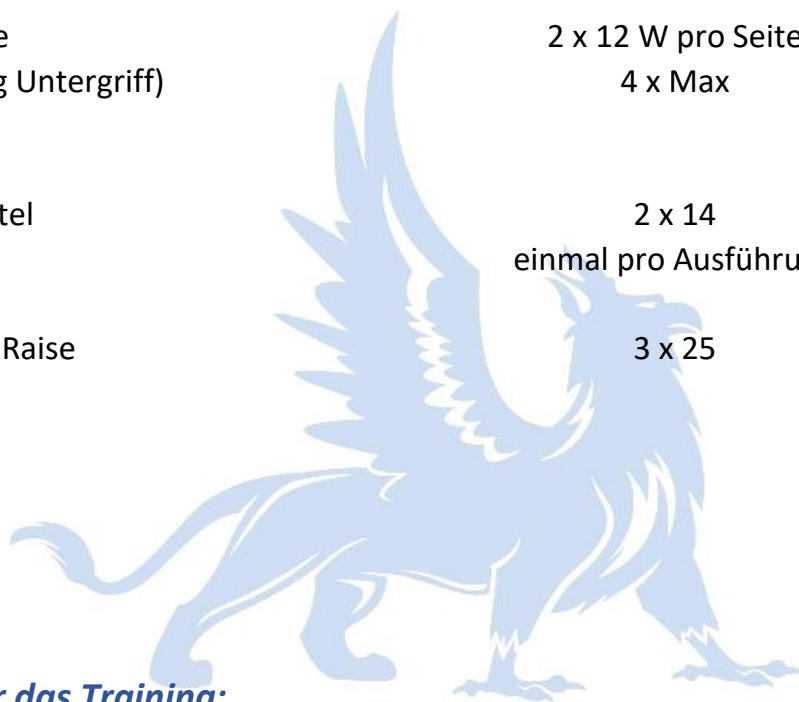 e 2 x 12 W pro Seite
g Untergriff) 4 x Max
tel 2 x 14
einmal pro Ausführu
Raise 3 x 25
r das Training: